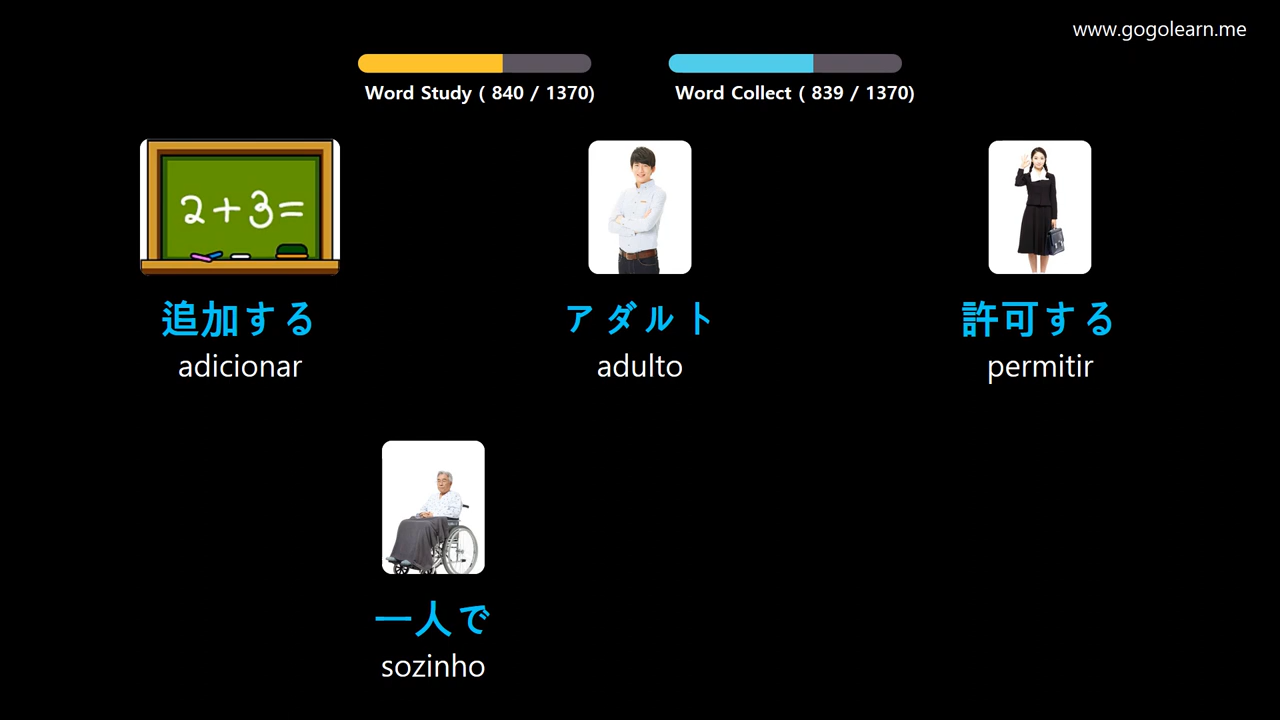 www.gogolearn.me
Word Study ( 840 / 1370)
Word Collect ( 839 / 1370)
2+3=
追加する
adicionar
アダルト
adulto
許可する
permitir
一人で
sozinho